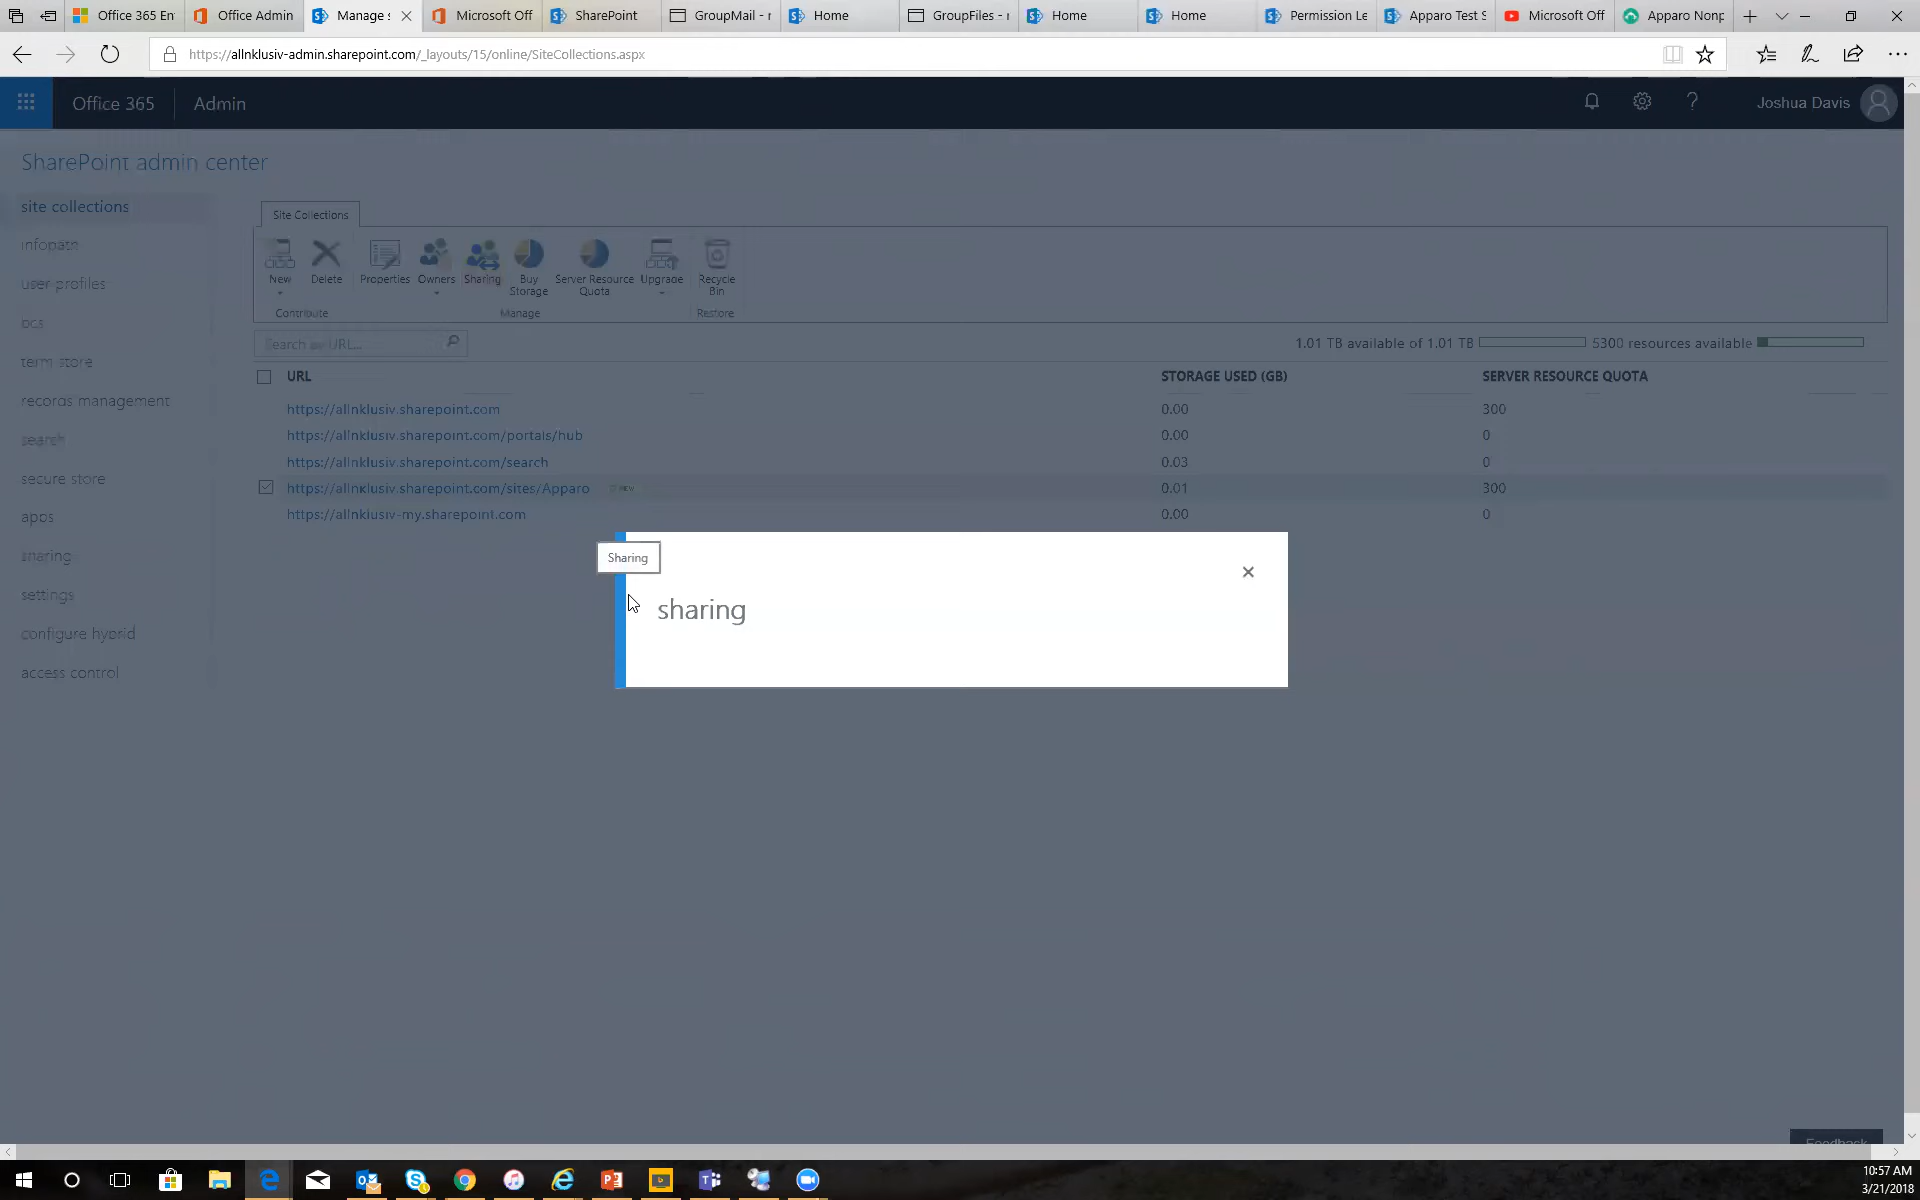 Office 365 En
Office Admin
Manage s
Microsoft Off
SharePoint
GroupMail - r
Home
GroupFiles - r
Home
Home
Permission Le
Apparo Test S
Microsoft Off
Apparo Nonp
https://allnklusiv-admin.sharepoint.com/_layouts/15/online/SiteCollections.aspx
Office 365
Admin
Joshua Davis
SharePoint admin center
site collections
infopath
user profiles
bcs
term store
records management
search
secure store
apps
sharing
settings
configure hybrid
access control
Site Collections
New
Delete
Properties
Owners
Sharing
Buy Storage
Server Resource Quota
Upgrade
Recycle Bin
Contribute
Manage
Restore
Search by URL...
1.01 TB available of 1.01 TB
5300 resources available
URL STORAGE USED (GB) SERVER RESOURCE QUOTA
https://allnklusiv.sharepoint.com 0.00 300
https://allnklusiv.sharepoint.com/portals/hub 0.00 0
https://allnklusiv.sharepoint.com/search 0.03 0
https://allnklusiv.sharepoint.com/sites/Apparo NEW 0.01 300
https://allnklusiv-my.sharepoint.com 0.00 0
Sharing
sharing
Feedback
10:57 AM
3/21/2018